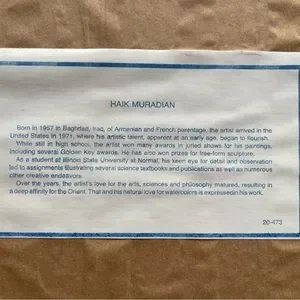 HAIK MURADIAN
Born in 1957 in Baghdad, Iraq, of Armenian and French parentage, the artist arrived in the
United States in 1971, where his artistic talent, apparent at an early age, began to flourish.
While still in high school, the artist won many awards in juried shows for his paintings,
including several Golden Key awards. He has also won prizes for free-form sculpture.
As a student at Illinois State University at Normal, his keen eye for detail and observation
led to assignments illustrating several science textbooks and publications as well as numerous
other creative endeavors.
Over the years, the artist's love for the arts, sciences and philosophy matured, resulting in
a deep affinity for the Orient. That and his natural love for watercolors is expressed in his work.
20-473